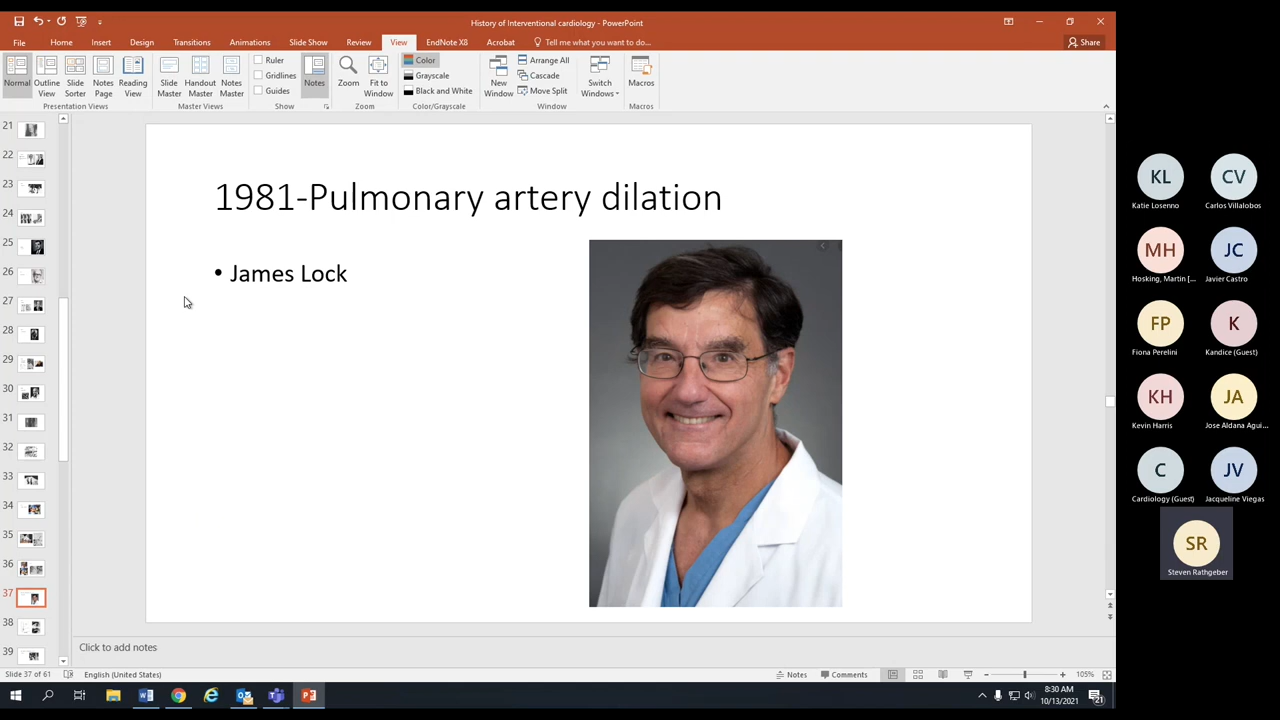 History of Interventional cardiology - PowerPoint
File Home Insert Design Transitions Animations Slide Show Review View EndNote X8 Acrobat Tell me what you want to do... Share
Normal Outline View Slide Sorter Notes Page Reading View
Presentation Views
Slide Master Handout Master Notes Master
Master Views
Ruler
Gridlines
Guides
Show
Notes
Zoom Fit to Window
Zoom
Color
Grayscale
Black and White
Color/Grayscale
New Window
Arrange All
Cascade
Move Split
Switch Windows
Window
Macros
Macros
21
22
23
24
25
26
27
28
29
30
31
32
33
34
35
36
37
38
39
1981-Pulmonary artery dilation
• James Lock
Click to add notes
Slide 37 of 61 English (United States) Notes Comments 105%
8:30 AM
10/13/2021
21
KL CV
Katie Losenno Carlos Villalobos
MH JC
Hosking, Martin [... Javier Castro
FP K
Fiona Perelini Kandice (Guest)
KH JA
Kevin Harris Jose Aldana Agui...
C JV
Cardiology (Guest) Jacqueline Viegas
SR
Steven Rathgeber